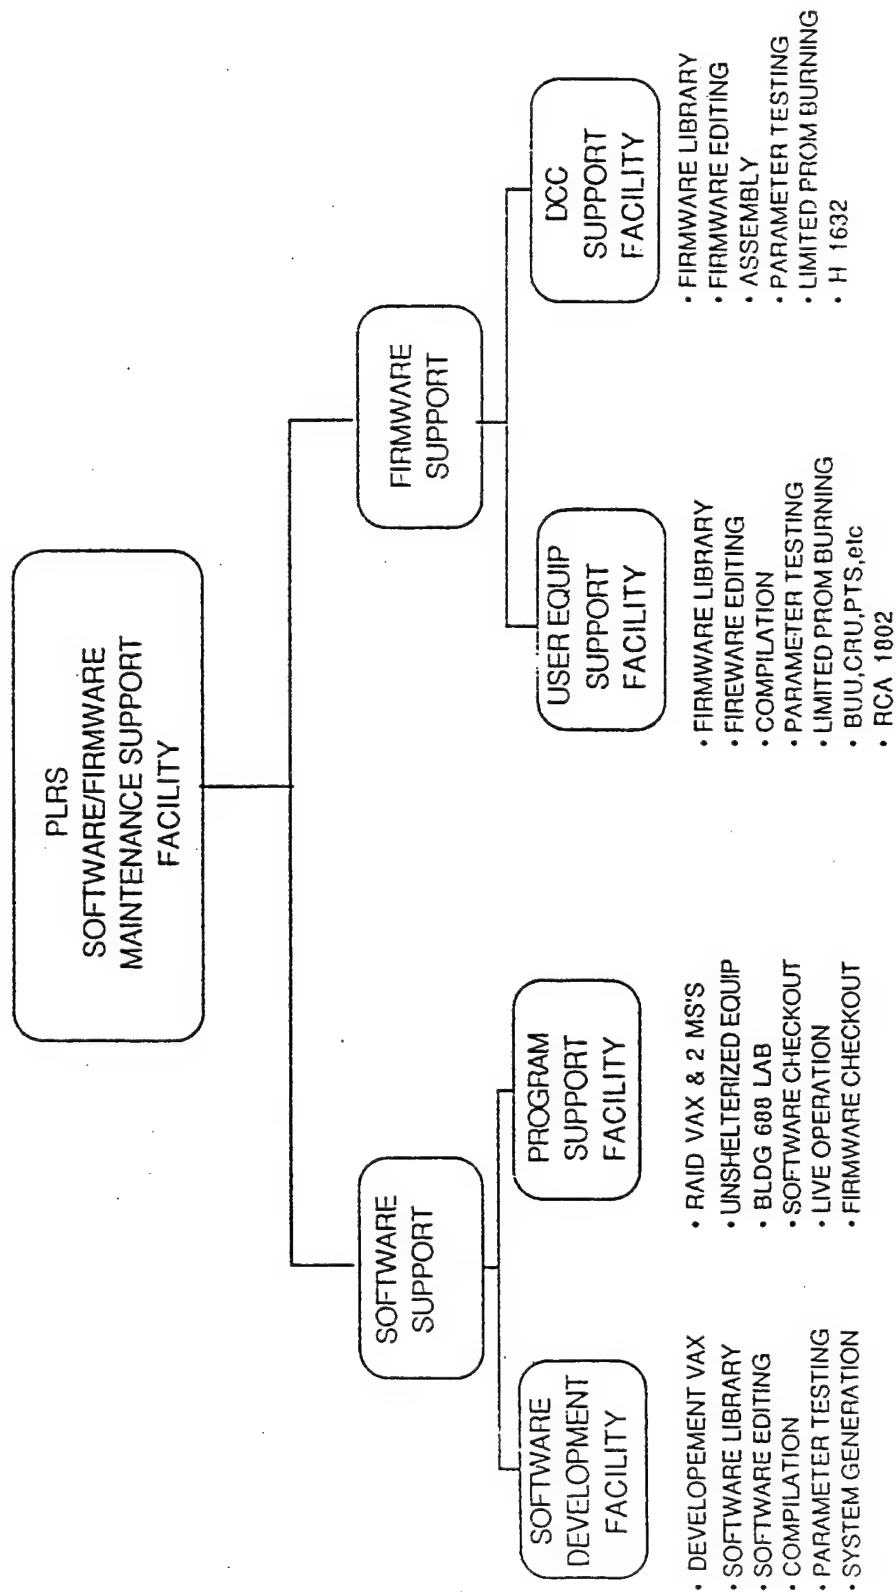 PLRS
SOFTWARE/FIRMWARE
MAINTENANCE SUPPORT
FACILITY
SOFTWARE
SUPPORT
FIRMWARE
SUPPORT
SOFTWARE
DEVELOPMENT
FACILITY
PROGRAM
SUPPORT
FACILITY
USER EQUIP
SUPPORT
FACILITY
DCC
SUPPORT
FACILITY
• DEVELOPEMENT VAX
• SOFTWARE LIBRARY
• SOFTWARE EDITING
• COMPILATION
• PARAMETER TESTING
• SYSTEM GENERATION
• RAID VAX & 2 MS'S
• UNSHELTERIZED EQUIP
• BLDG 688 LAB
• SOFTWARE CHECKOUT
• LIVE OPERATION
• FIRMWARE CHECKOUT
• FIRMWARE LIBRARY
• FIREWARE EDITING
• COMPILATION
• PARAMETER TESTING
• LIMITED PROM BURNING
• BUU,CRU,PTS,etc
• RCA 1802
• FIRMWARE LIBRARY
• FIRMWARE EDITING
• ASSEMBLY
• PARAMETER TESTING
• LIMITED PROM BURNING
• H 1632